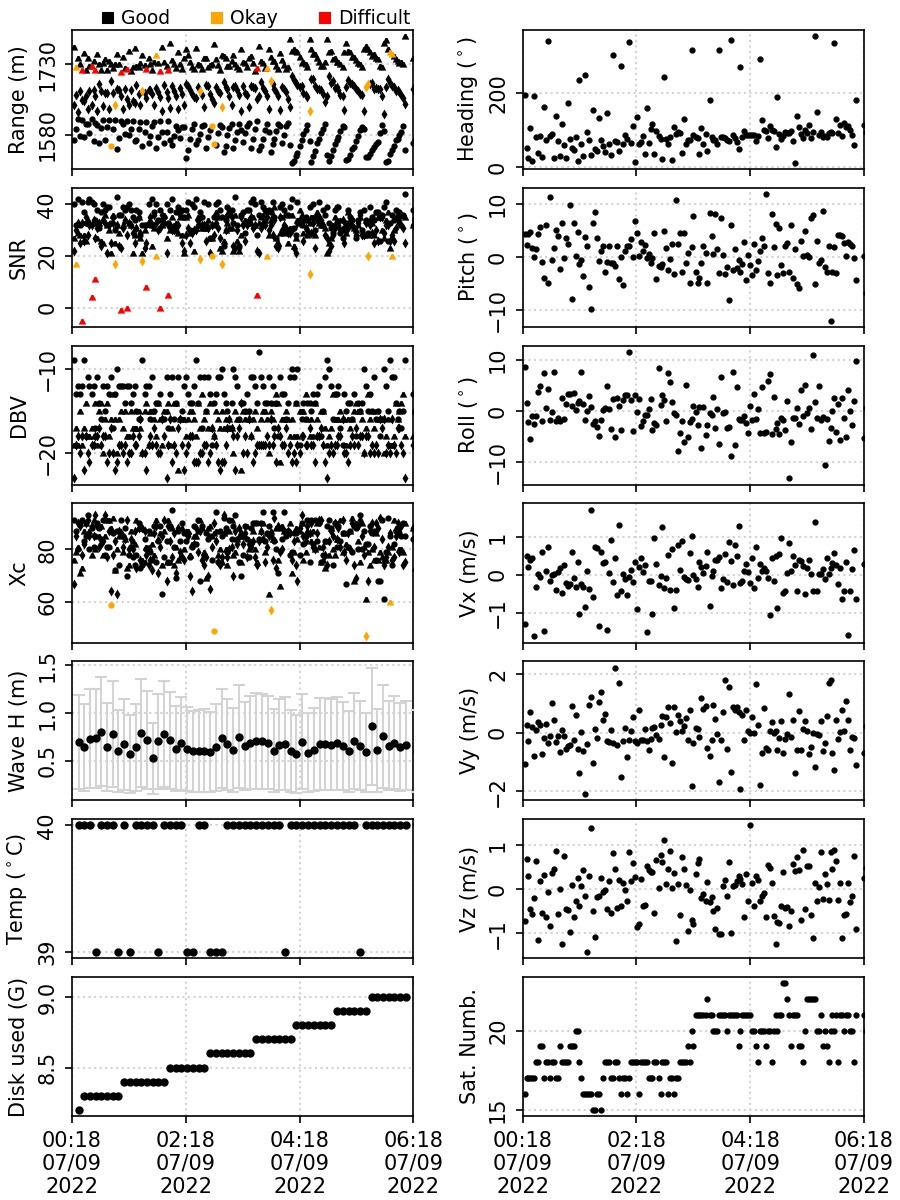 Good Okay Difficult
Range (m)
1730
1580
Heading (°)
200
0
SNR
40
20
0
Pitch (°)
10
0
−10
DBV
−10
−20
Roll (°)
10
0
−10
Xc
80
60
Vx (m/s)
1
0
−1
Wave H (m)
1.5
1.0
0.5
Vy (m/s)
2
0
−2
Temp (°C)
40
39
Vz (m/s)
1
0
−1
Disk used (G)
9.0
8.5
Sat. Numb.
20
15
00:18 02:18 04:18 06:18 00:18 02:18 04:18 06:18
07/09 07/09 07/09 07/09 07/09 07/09 07/09 07/09
2022 2022 2022 2022 2022 2022 2022 2022